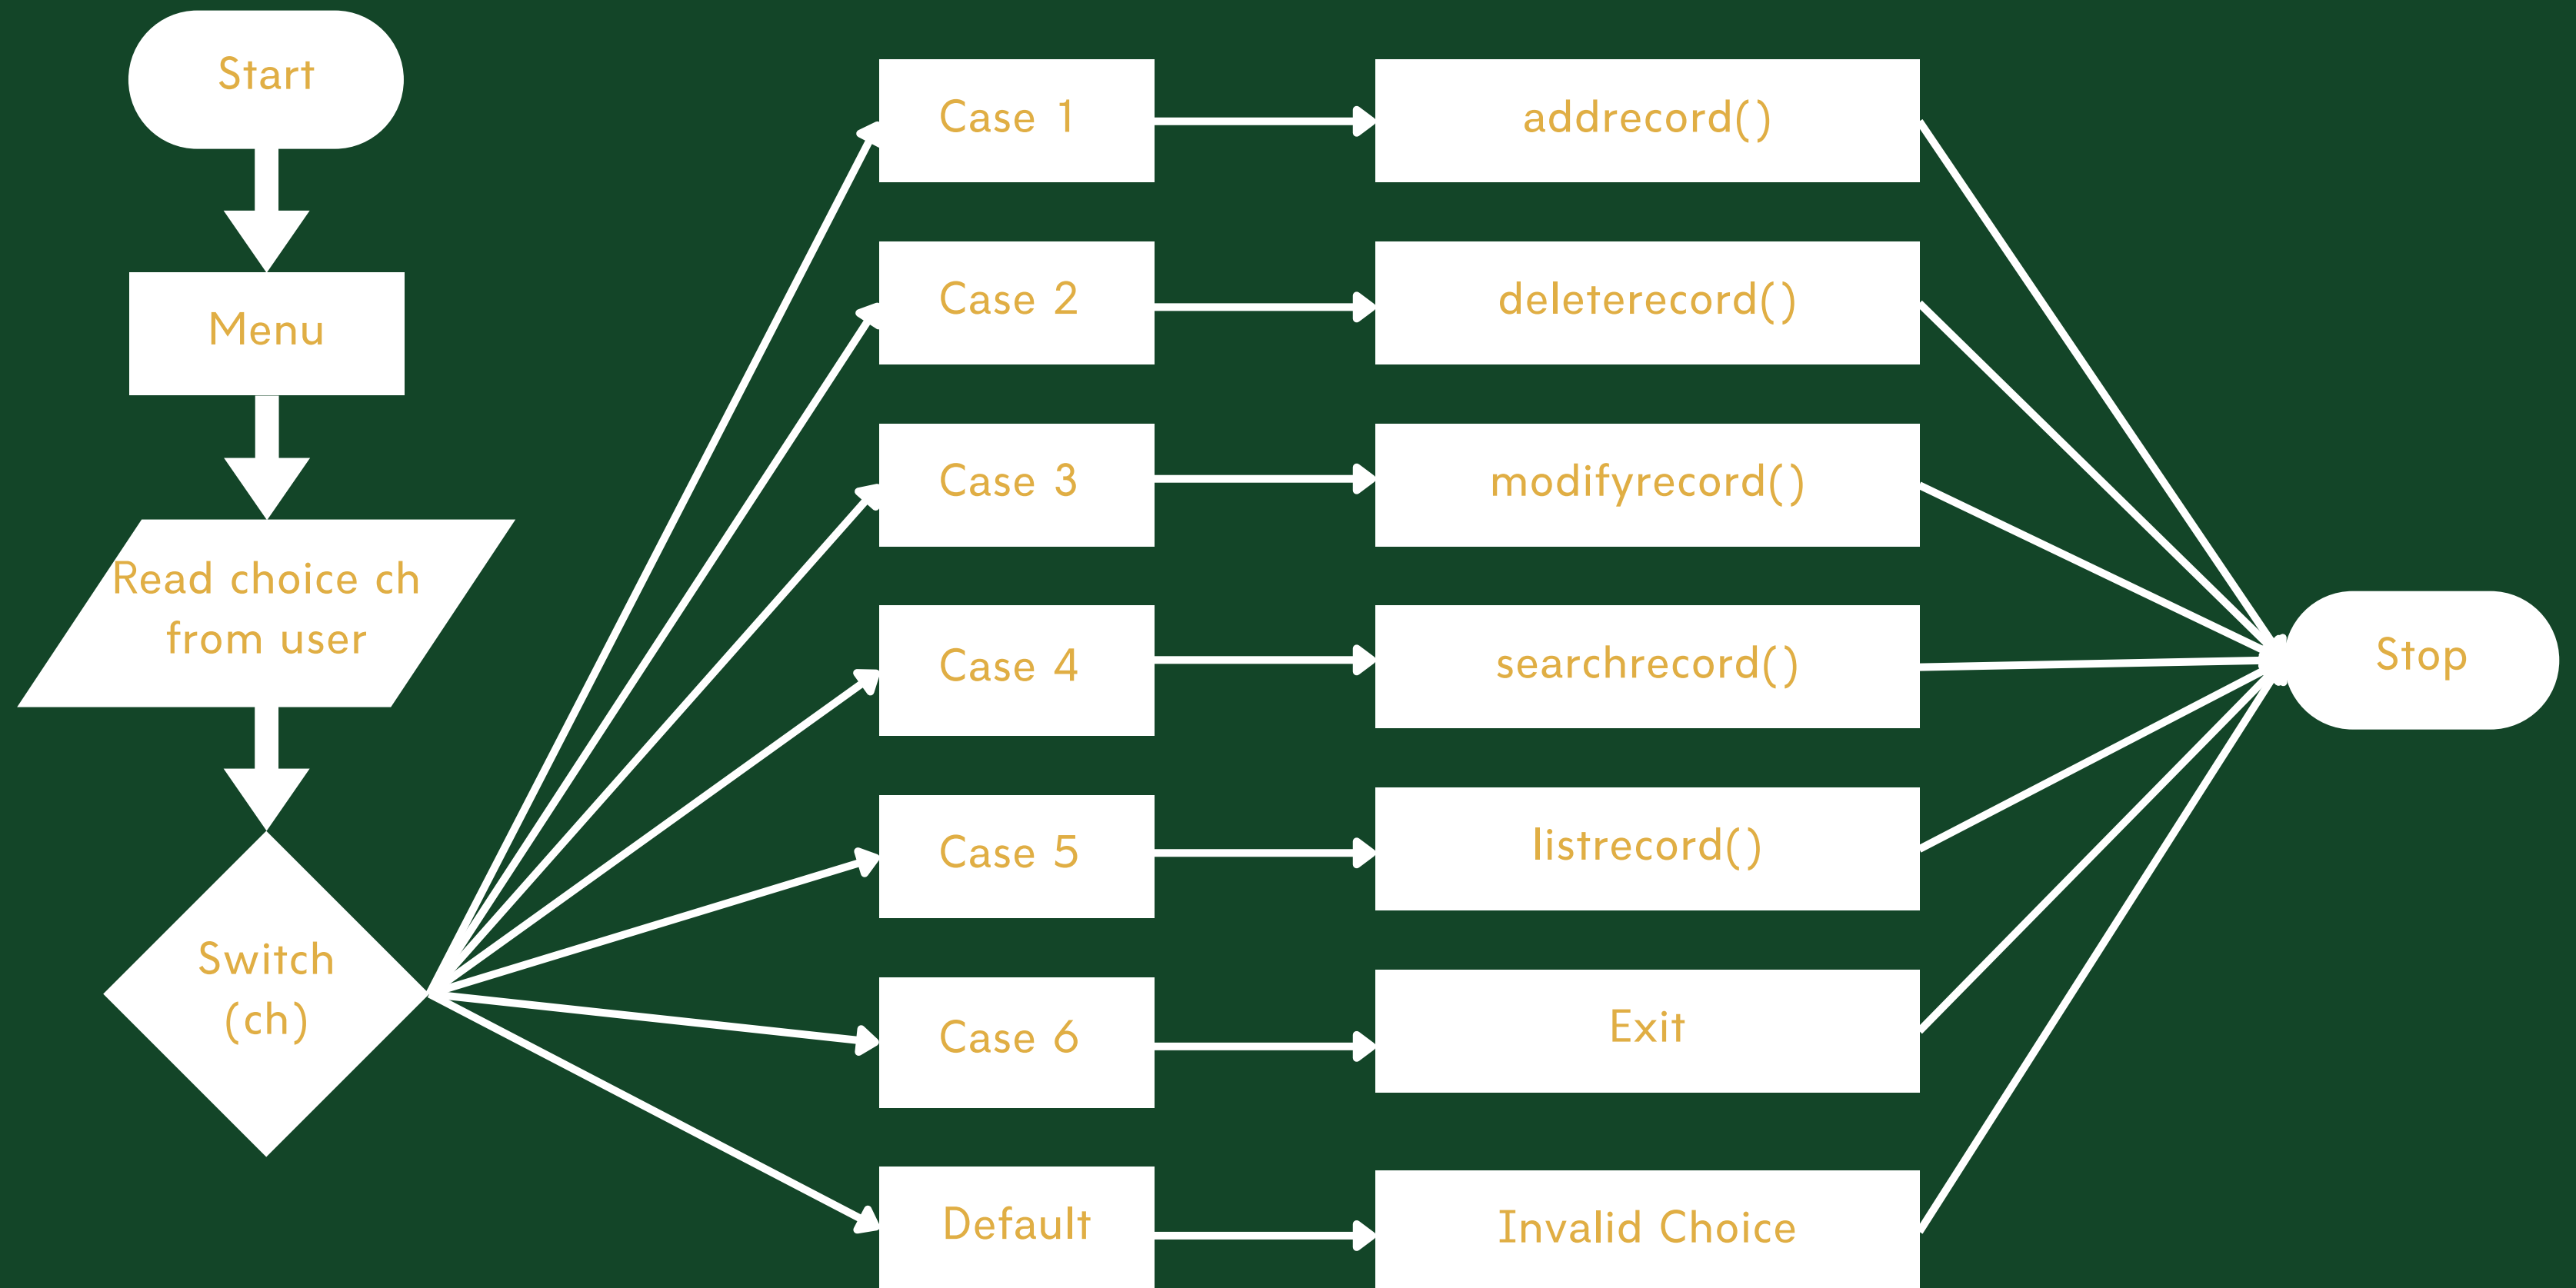 Start
Menu
Read choice ch
from user
Switch
(ch)
Case 1
addrecord()
Case 2
deleterecord()
Case 3
modifyrecord()
Case 4
searchrecord()
Case 5
listrecord()
Case 6
Exit
Default
Invalid Choice
Stop